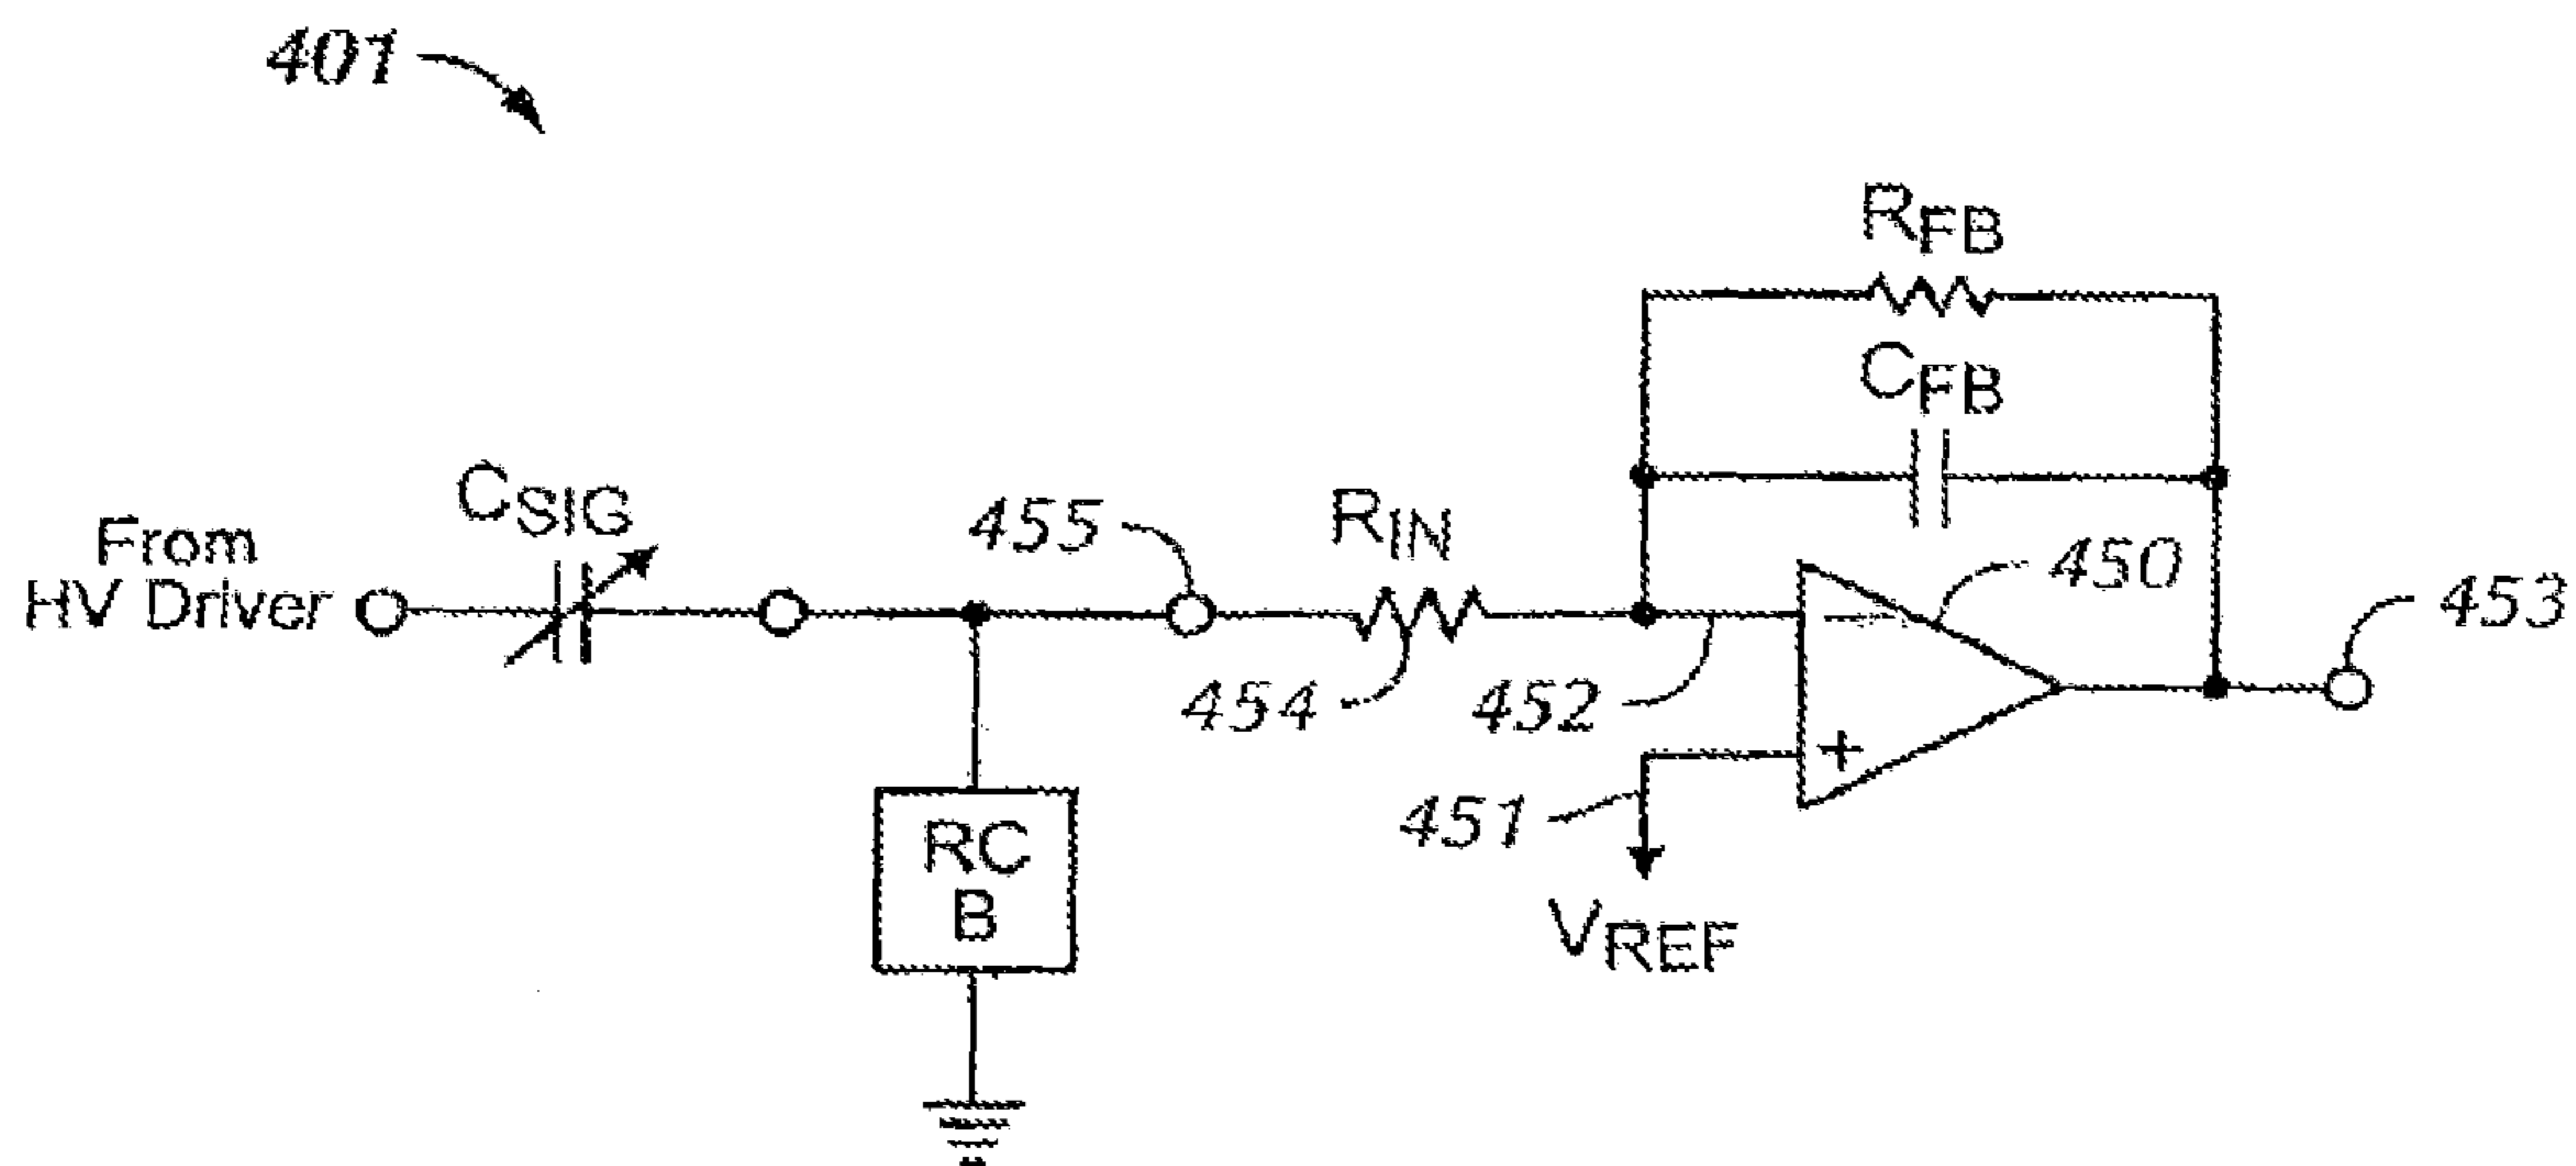 401
RFB
CFB
CSIG
From
HV Driver
455
RIN
450
453
454
452
451
RC
B
VREF
−
+